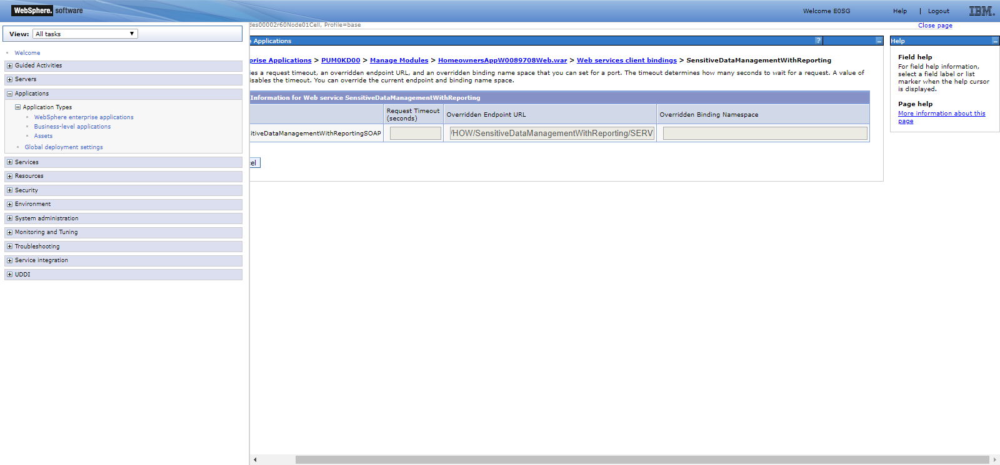 WebSphere. software
Welcome E0SG
Help | Logout
IBM.
View: All tasks
Cell, Profile=base
Close page
Welcome
Guided Activities
Servers
Applications
Application Types
WebSphere enterprise applications
Business-level applications
Assets
Global deployment settings
Services
Resources
Security
Environment
System administration
Monitoring and Tuning
Troubleshooting
Service integration
UDDI
Applications
?
prise Applications > PUM0KD00 > Manage Modules > HomeownersAppW0089708Web.war > Web services client bindings > SensitiveDataManagementWithReporting
ies a request timeout, an overridden endpoint URL, and an overridden binding name space that you can set for a port. The timeout determines how many seconds to wait for a request. A value of
isables the timeout. You can override the current endpoint and binding name space.
Information for Web service SensitiveDataManagementWithReporting
Request Timeout (seconds)
Overridden Endpoint URL
Overridden Binding Namespace
itiveDataManagementWithReportingSOAP
/HOW/SensitiveDataManagementWithReporting/SERV
el
Help
Field help
For field help information,
select a field label or list
marker when the help cursor
is displayed.
Page help
More information about this
page